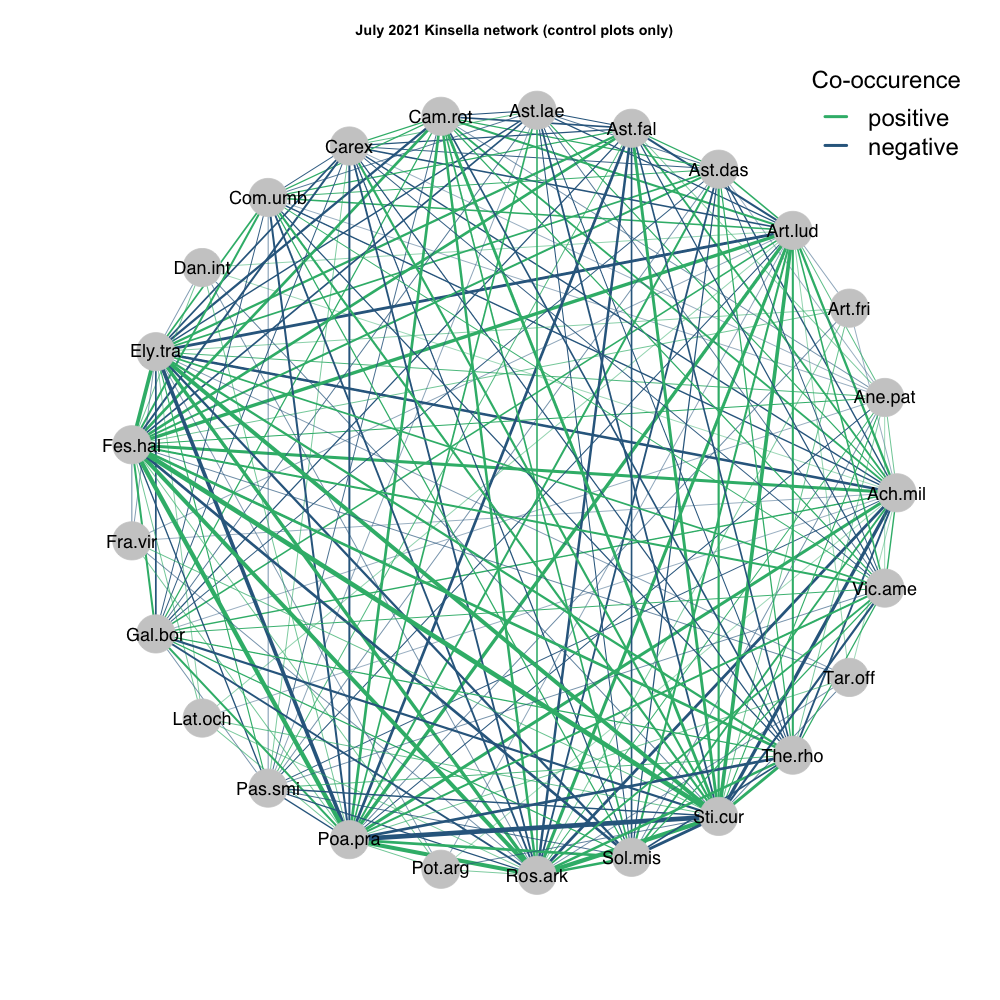 July 2021 Kinsella network (control plots only)
Co-occurence
positive
negative
Ast.lae
Cam.rot
Ast.fal
Carex
Ast.das
Com.umb
Art.lud
Dan.int
Art.fri
Ely.tra
Ane.pat
Fes.hal
Ach.mil
Fra.vir
Vic.ame
Gal.bor
Tar.off
Lat.och
The.rho
Pas.smi
Sti.cur
Poa.pra
Sol.mis
Pot.arg
Ros.ark